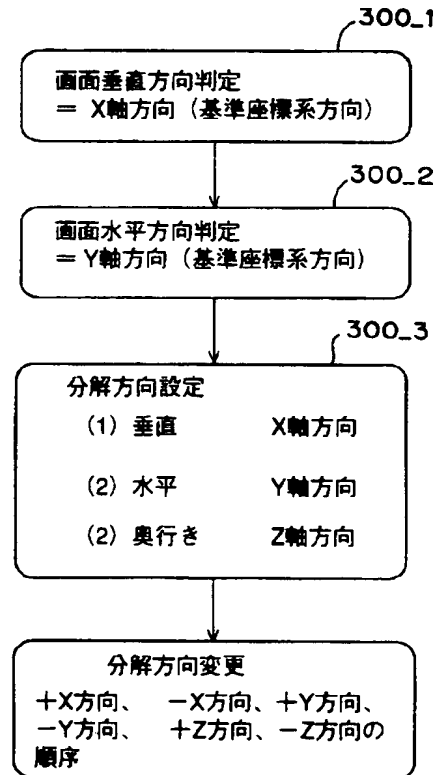 300_1
画面垂直方向判定
= X軸方向（基準座標系方向）
300_2
画面水平方向判定
= Y軸方向（基準座標系方向）
300_3
分解方向設定
(1) 垂直 X軸方向
(2) 水平 Y軸方向
(2) 奥行き Z軸方向
分解方向変更
+X方向、 −X方向、+Y方向、
−Y方向、 +Z方向、−Z方向の
順序